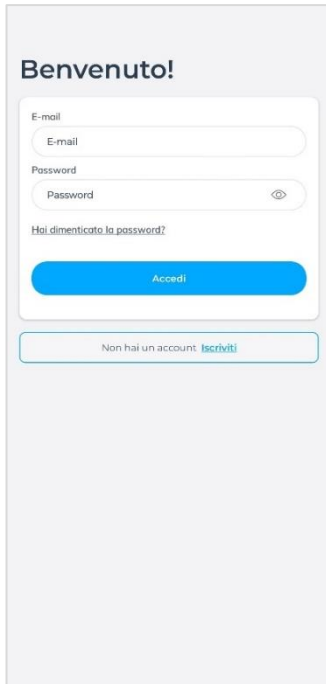 Benvenuto!
E-mail
E-mail
Password
Password
Hai dimenticato la password?
Accedi
Non hai un account Iscriviti